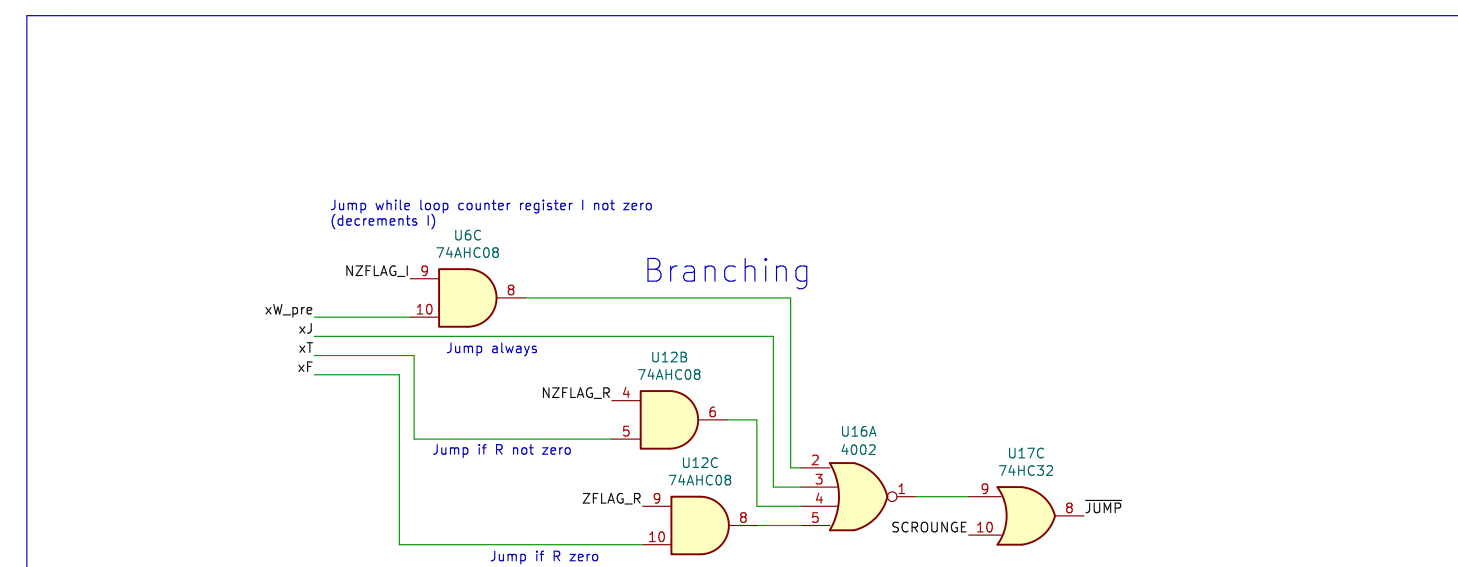 Jump while loop counter register I not zero
(decrements I)
U6C
74AHC08
NZFLAG_I
9
8
10
Branching
xW_pre
xJ
xT
xF
Jump always
U12B
74AHC08
NZFLAG_R
4
6
5
Jump if R not zero
U12C
74AHC08
ZFLAG_R
9
8
10
Jump if R zero
U16A
4002
2
3
4
5
1
U17C
74HC32
9
SCROUNGE
10
8
JUMP